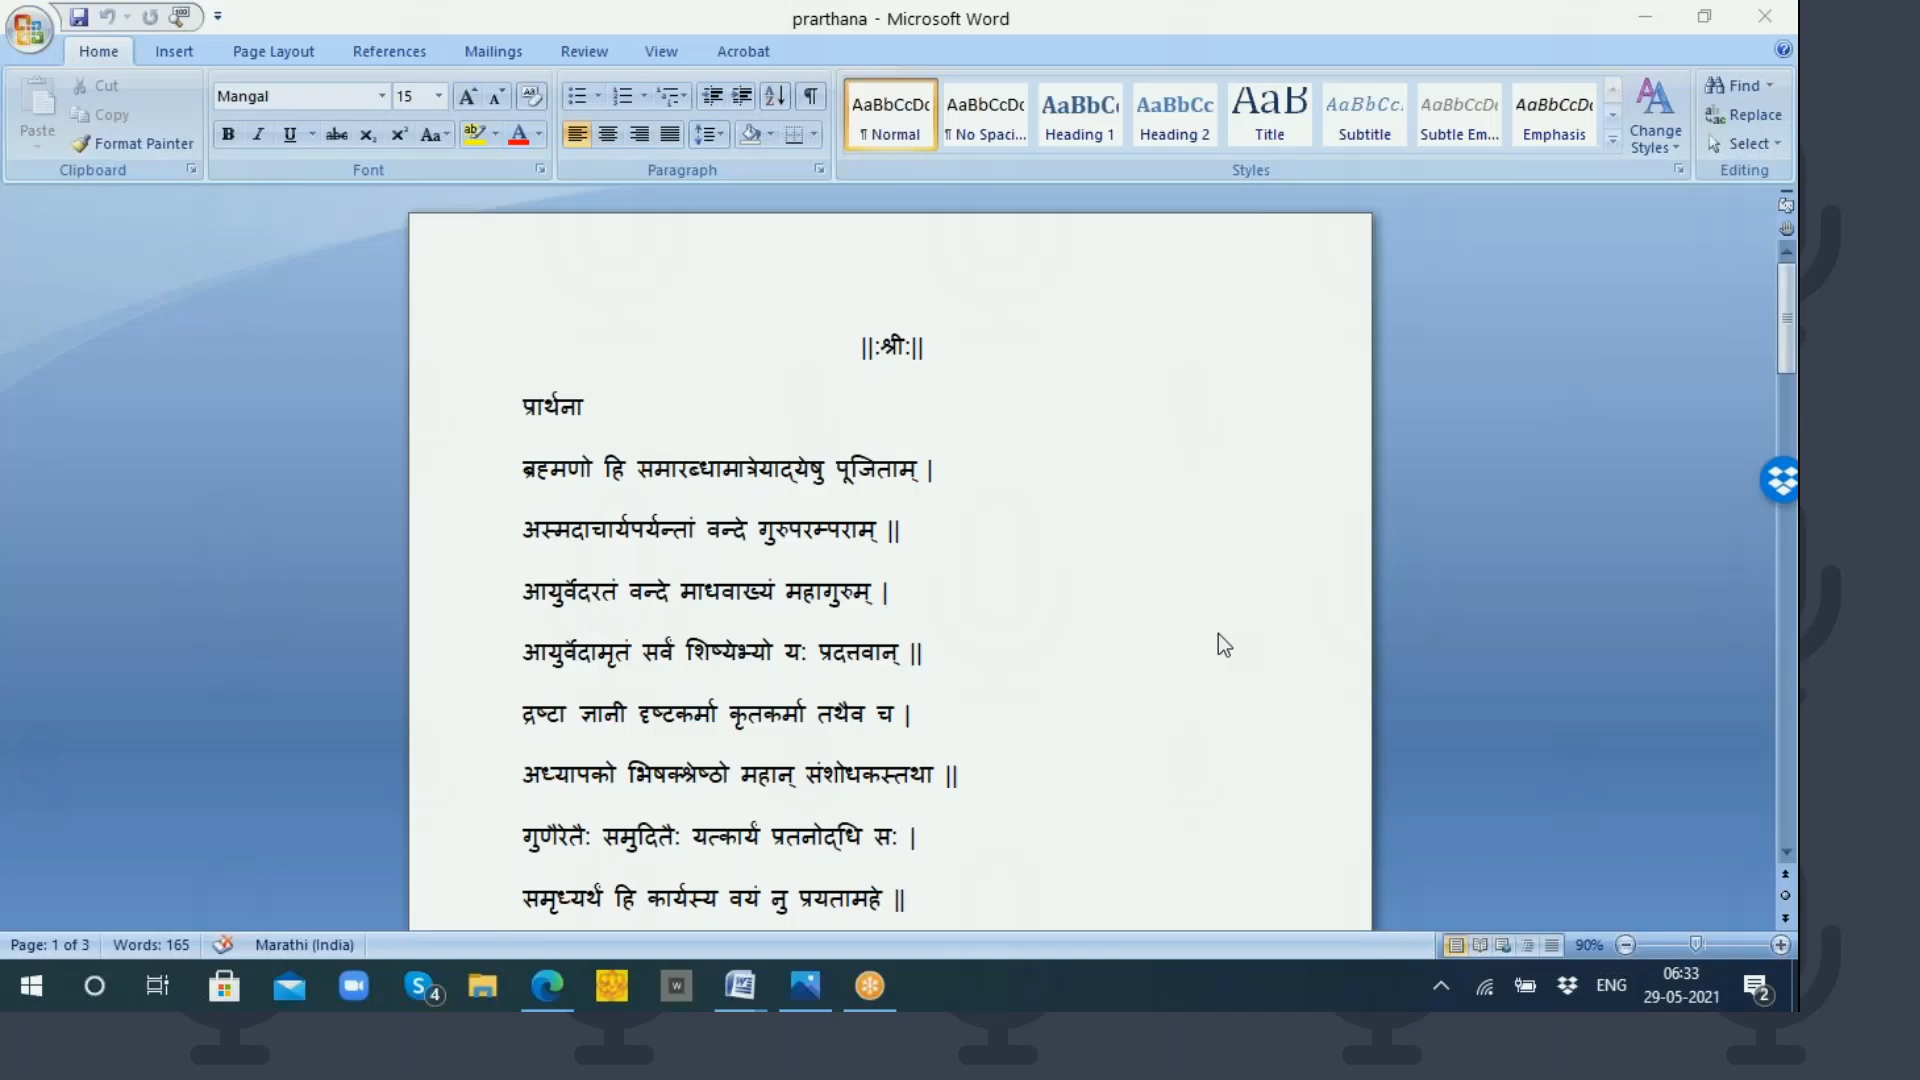 prarthana - Microsoft Word
Home Insert Page Layout References Mailings Review View Acrobat
Paste
Cut
Copy
Format Painter
Clipboard
Mangal 15
Font
Paragraph
AaBbCcDc AaBbCcDc AaBbC AaBbCc AaB AaBbCc. AaBbCcDc AaBbCcDc
¶ Normal ¶ No Spaci... Heading 1 Heading 2 Title Subtitle Subtle Em... Emphasis
Change Styles
Styles
Find
Replace
Select
Editing
||:श्री:||
प्रार्थना
ब्रह्मणो हि समारब्धामात्रेयाद्येषु पूजिताम् |
अस्मदाचार्यपर्यन्तां वन्दे गुरुपरम्पराम् ||
आयुर्वेदरतं वन्दे माधवाख्यं महागुरुम् |
आयुर्वेदामृतं सर्वं शिष्येभ्यो य: प्रदत्तवान् ||
द्रष्टा ज्ञानी दृष्टकर्मा कृतकर्मा तथैव च |
अध्यापको भिषक्श्रेष्ठो महान् संशोधकस्तथा ||
गुणैरेतै: समुदितै: यत्कार्यं प्रतनोद्धि स: |
समृध्यर्थं हि कार्यस्य वयं नु प्रयतामहे ||
Page: 1 of 3 Words: 165 Marathi (India) 90%
4
ENG
06:33
29-05-2021
2